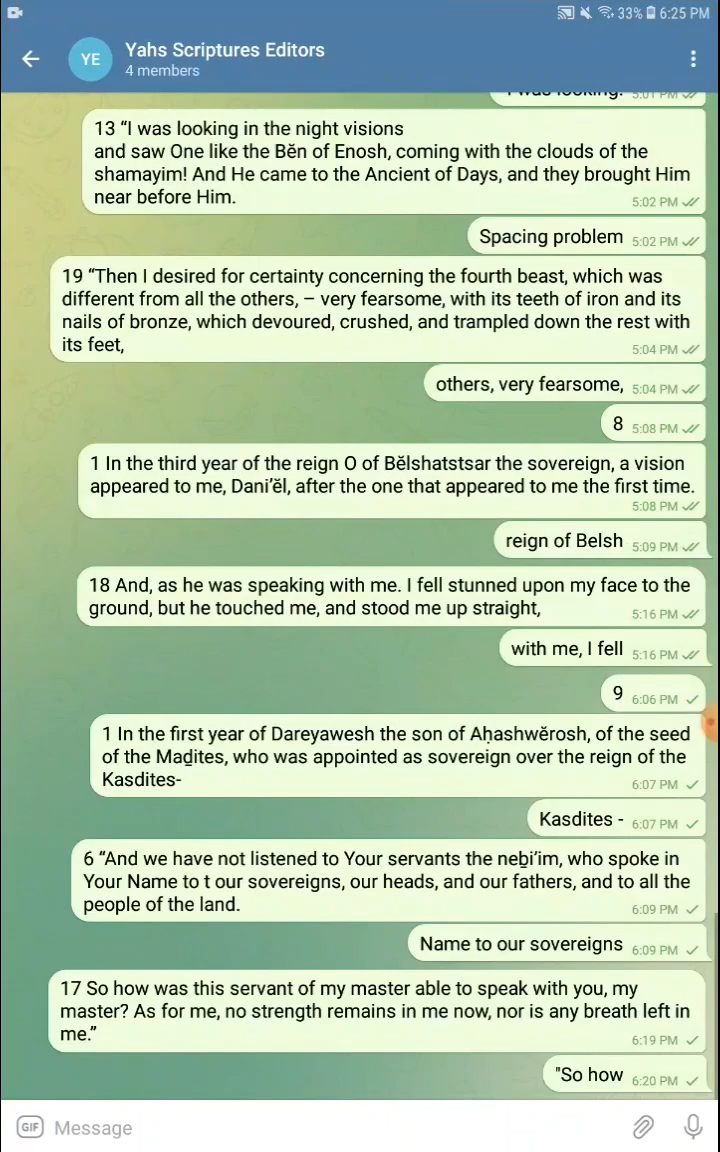 33% 6:25 PM
YE
Yahs Scriptures Editors
4 members
I was looking. 5:01 PM
13 “I was looking in the night visions
and saw One like the Bĕn of Enosh, coming with the clouds of the
shamayim! And He came to the Ancient of Days, and they brought Him
near before Him.
5:02 PM
Spacing problem 5:02 PM
19 “Then I desired for certainty concerning the fourth beast, which was
different from all the others, – very fearsome, with its teeth of iron and its
nails of bronze, which devoured, crushed, and trampled down the rest with
its feet,
5:04 PM
others, very fearsome, 5:04 PM
8 5:08 PM
1 In the third year of the reign O of Bĕlshatstsar the sovereign, a vision
appeared to me, Dani’ĕl, after the one that appeared to me the first time.
5:08 PM
reign of Belsh 5:09 PM
18 And, as he was speaking with me. I fell stunned upon my face to the
ground, but he touched me, and stood me up straight,
5:16 PM
with me, I fell 5:16 PM
9 6:06 PM
1 In the first year of Dareyawesh the son of Aḥashwĕrosh, of the seed
of the Maḏites, who was appointed as sovereign over the reign of the
Kasdites-
6:07 PM
Kasdites - 6:07 PM
6 “And we have not listened to Your servants the neḇi’im, who spoke in
Your Name to t our sovereigns, our heads, and our fathers, and to all the
people of the land.
6:09 PM
Name to our sovereigns 6:09 PM
17 So how was this servant of my master able to speak with you, my
master? As for me, no strength remains in me now, nor is any breath left in
me.”
6:19 PM
"So how 6:20 PM
GIF Message